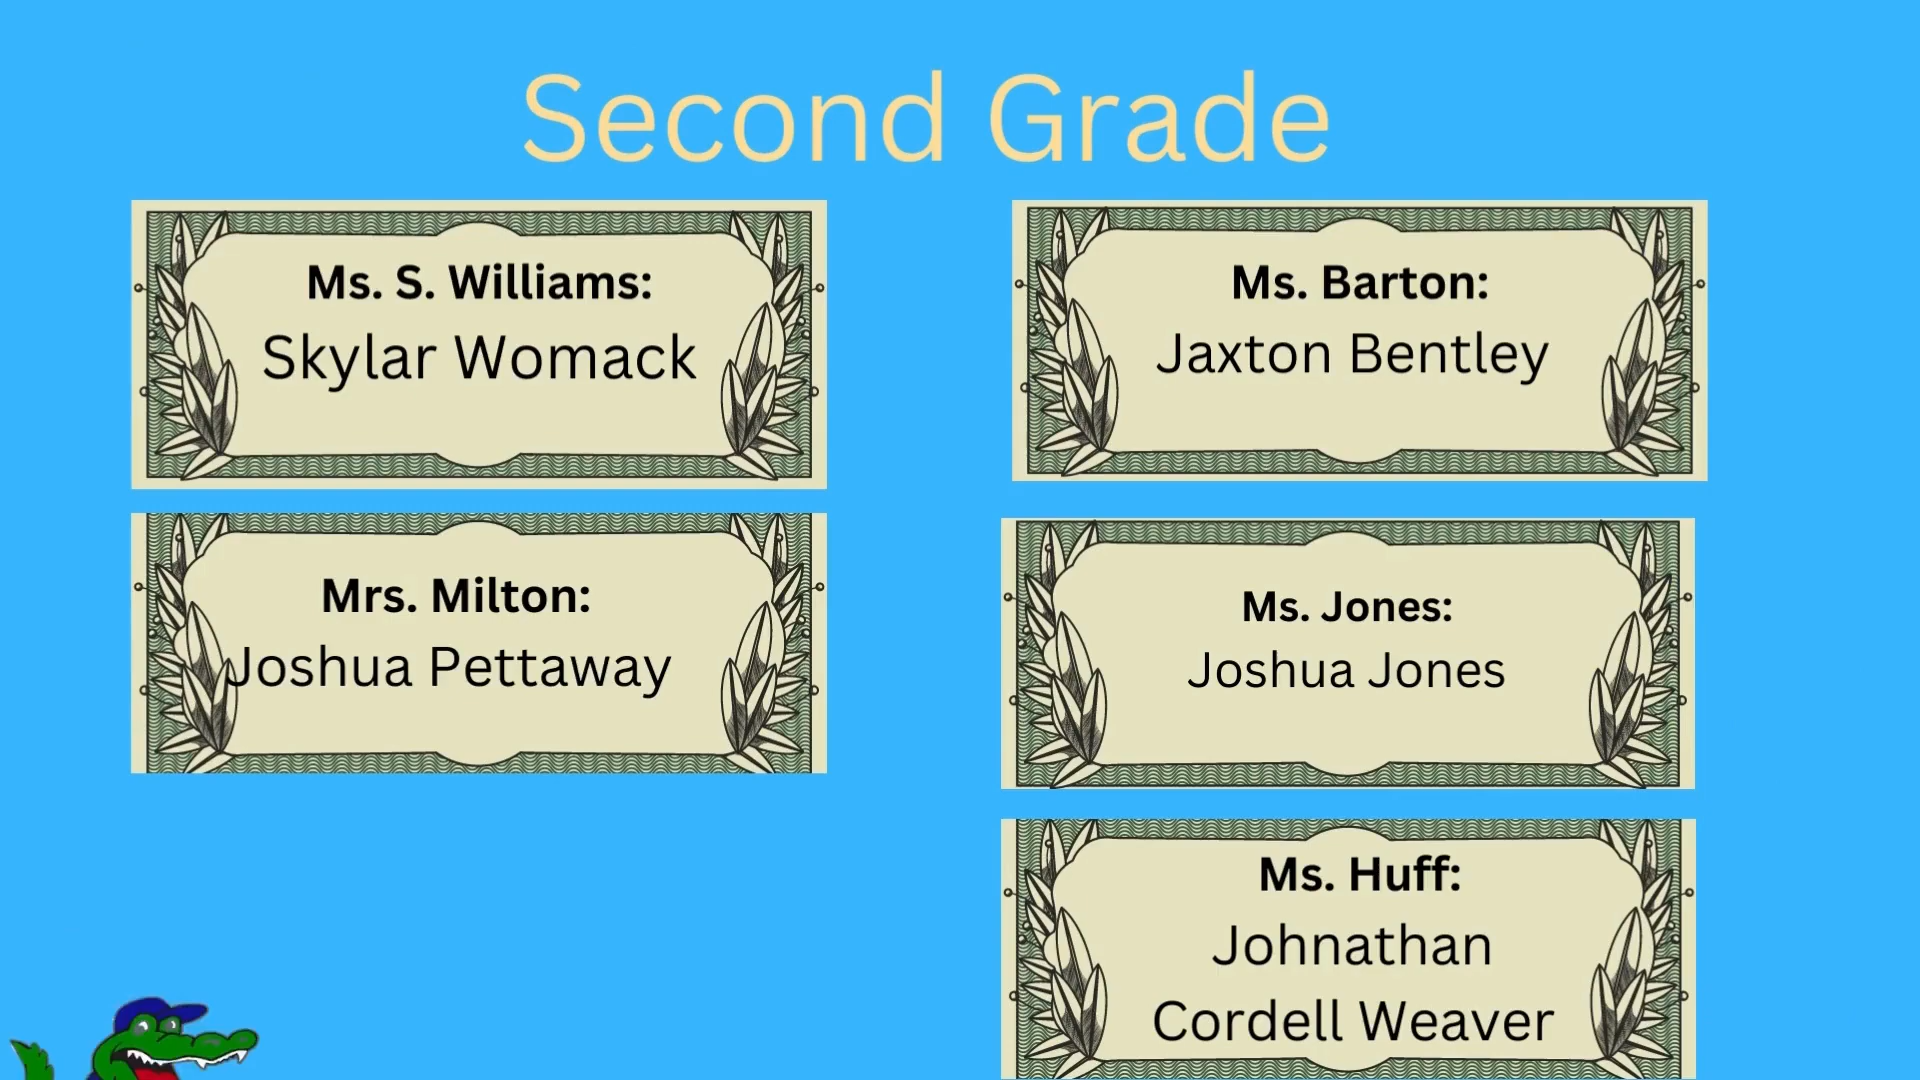 Second Grade
Ms. S. Williams:
Skylar Womack
Ms. Barton:
Jaxton Bentley
Mrs. Milton:
Joshua Pettaway
Ms. Jones:
Joshua Jones
Ms. Huff:
Johnathan
Cordell Weaver